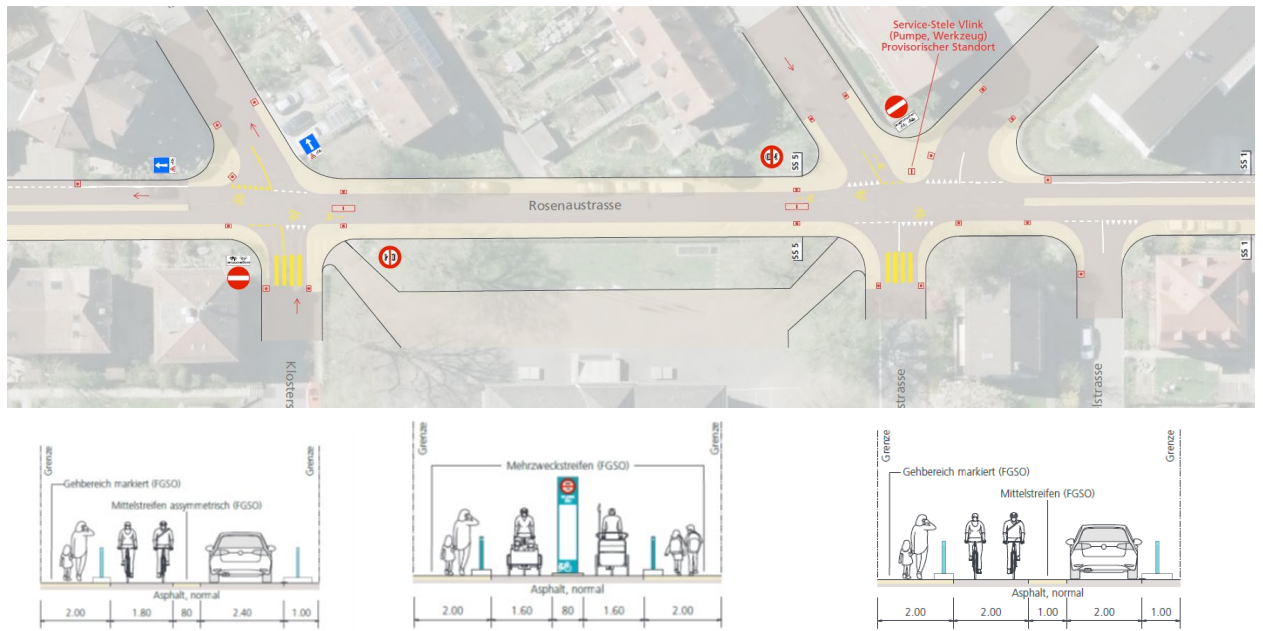 Service-Stele Vlink
(Pumpe, Werkzeug)
Provisorischer Standort
SS 5
SS 1
Rosenaustrasse
SS 5
SS 1
Klosters
strasse
lstrasse
Grenze
Grenze
Gehbereich markiert (FGSO)
Mittelstreifen assymetrisch (FGSO)
Asphalt, normal
2.00 1.80 80 2.40 1.00
Grenze
Grenze
Mehrzweckstreifen (FGSO)
Asphalt, normal
2.00 1.60 80 1.60 2.00
Grenze
Grenze
Gehbereich markiert (FGSO)
Mittelstreifen (FGSO)
Asphalt, normal
2.00 2.00 1.00 2.00 1.00